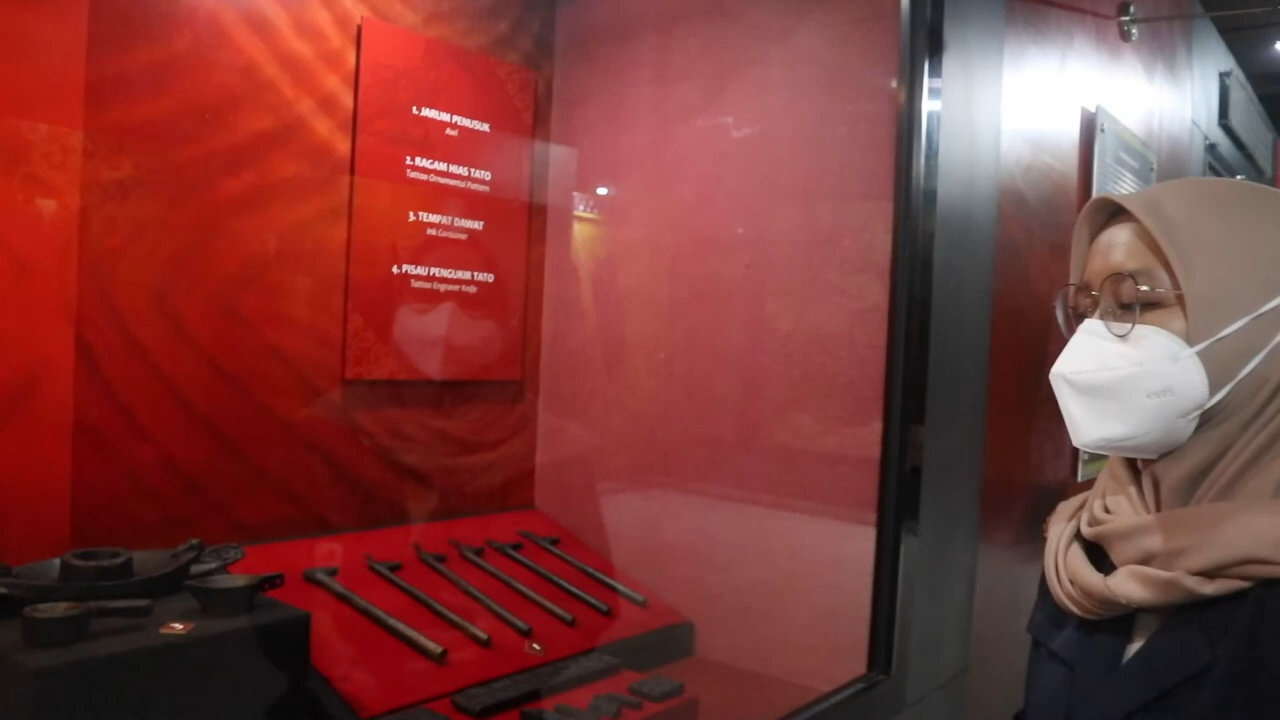 1. JARUM PENUSUK
Awl
2. RAGAM HIAS TATO
Tattoo Ornamental Pattern
3. TEMPAT DAWAT
Ink Container
4. PISAU PENGUKIR TATO
Tattoo Engraver Knife
KN95